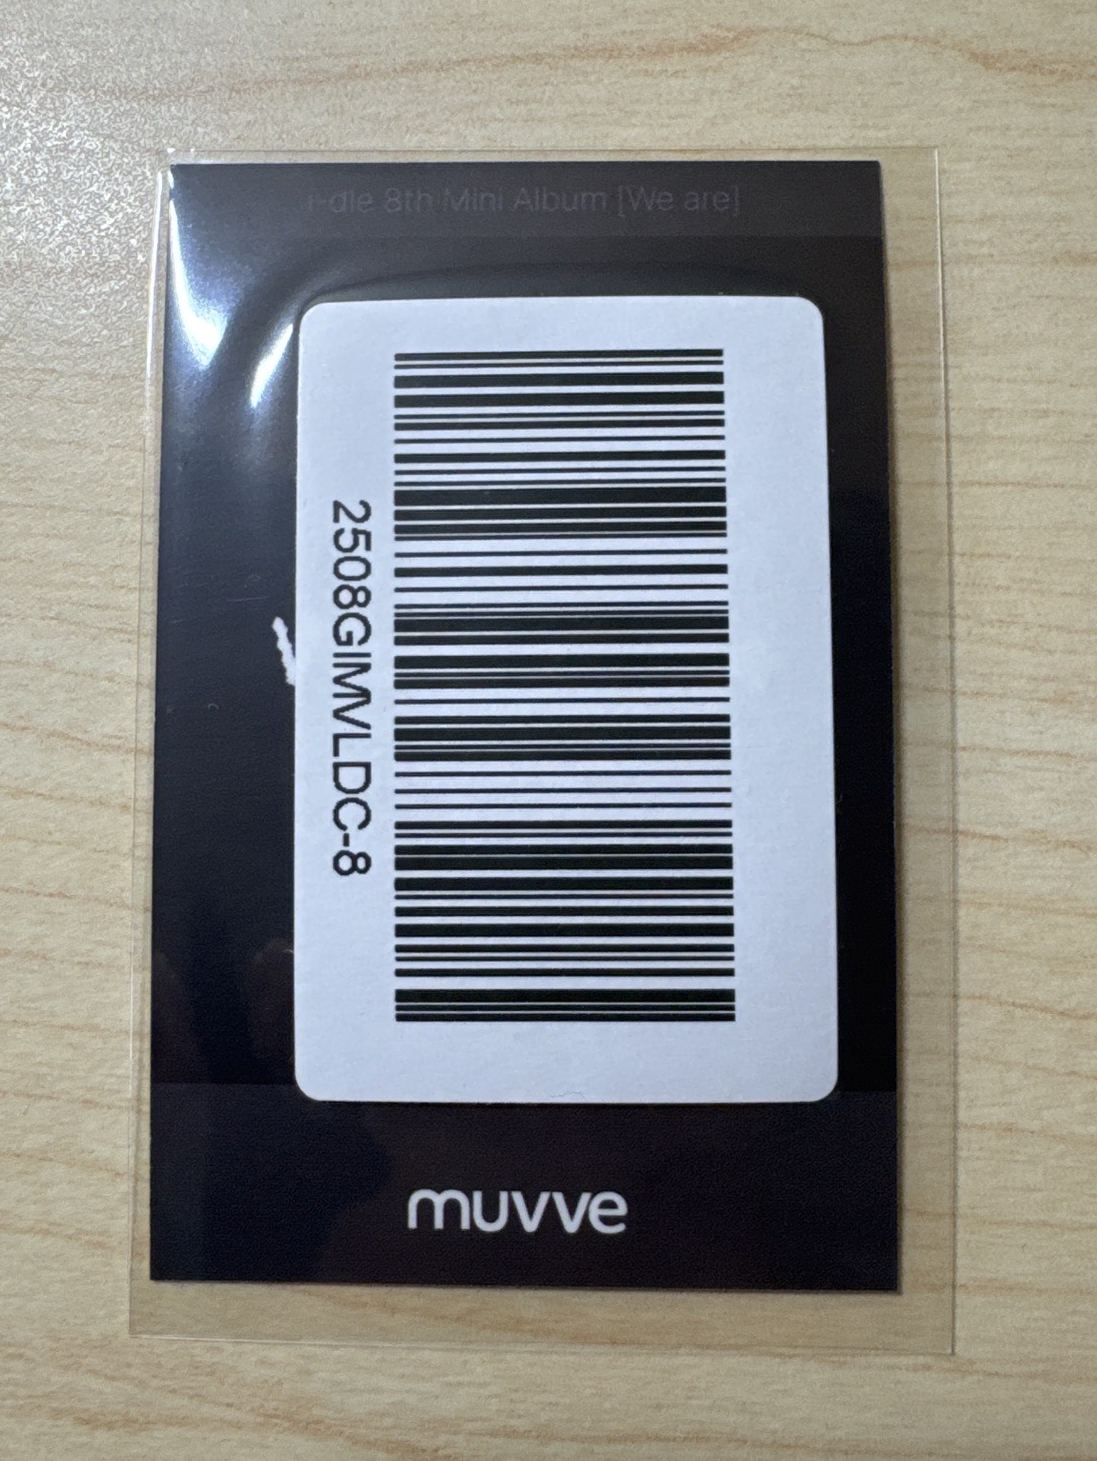 i-dle 8th Mini Album [We are]
2508GIMVLDC-8
muvve